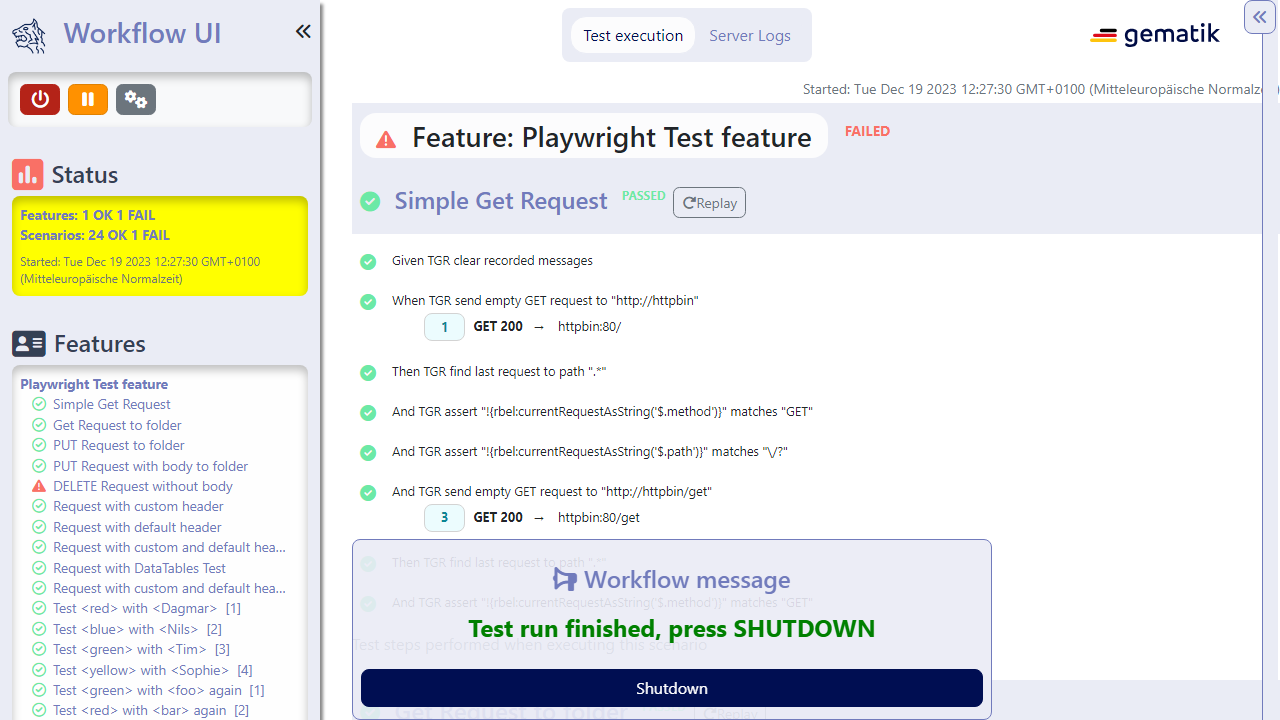 Workflow UI
Test execution
Server Logs
gematik
Started: Tue Dec 19 2023 12:27:30 GMT+0100 (Mitteleuropäische Normalze
Status
Features: 1 OK 1 FAIL
Scenarios: 24 OK 1 FAIL
Started: Tue Dec 19 2023 12:27:30 GMT+0100
(Mitteleuropäische Normalzeit)
Features
Playwright Test feature
Simple Get Request
Get Request to folder
PUT Request to folder
PUT Request with body to folder
DELETE Request without body
Request with custom header
Request with default header
Request with custom and default hea...
Request with DataTables Test
Request with custom and default hea...
Test <red> with <Dagmar> [1]
Test <blue> with <Nils> [2]
Test <green> with <Tim> [3]
Test <yellow> with <Sophie> [4]
Test <green> with <foo> again [1]
Test <red> with <bar> again [2]
Feature: Playwright Test feature
FAILED
Simple Get Request PASSED Replay
Given TGR clear recorded messages
When TGR send empty GET request to "http://httpbin"
1 GET 200 → httpbin:80/
Then TGR find last request to path ".*"
And TGR assert "!{rbel:currentRequestAsString('$.method')}" matches "GET"
And TGR assert "!{rbel:currentRequestAsString('$.path')}" matches "\/?"
And TGR send empty GET request to "http://httpbin/get"
3 GET 200 → httpbin:80/get
Then TGR find last request to path
Workflow message
And TGR assert "!{rbel:currentRequestAsString('$.method')}" matches "GET"
Test run finished, press SHUTDOWN
Test steps performed when executing this scenario
Shutdown
Get Request to folder
Replay